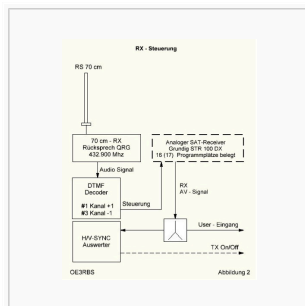 RX - Steuerung
RS 70 cm
70 cm - RX
Rücksprech QRG
432.900 Mhz
Analoger SAT-Receiver
Grundig STR 100 DX
16 (17) Programmplätze belegt
Audio Signal
DTMF
Decoder
#1 Kanal +1
#3 Kanal -1
Steuerung
RX
AV - Signal
User - Eingang
H/V-SYNC
Auswerter
TX On/Off
OE3RBS
Abbildung 2